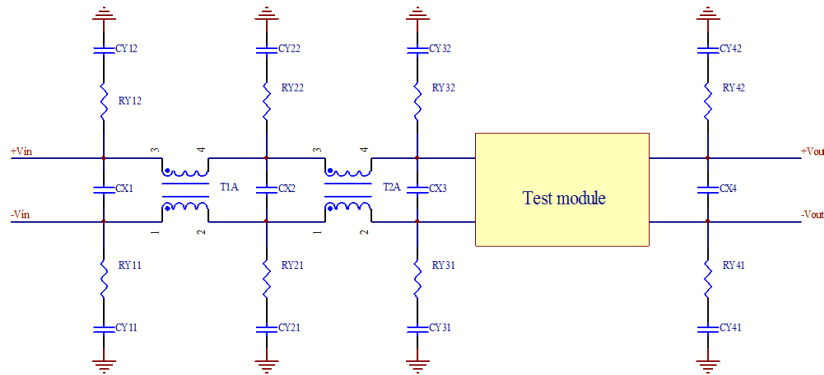 CY12
CY22
CY32
CY42
RY12
RY22
RY32
RY42
3
4
3
4
+Vin
+Vout
CX1
T1A
CX2
T2A
CX3
Test module
CX4
-Vin
-Vout
1
2
1
2
RY11
RY21
RY31
RY41
CY11
CY21
CY31
CY41